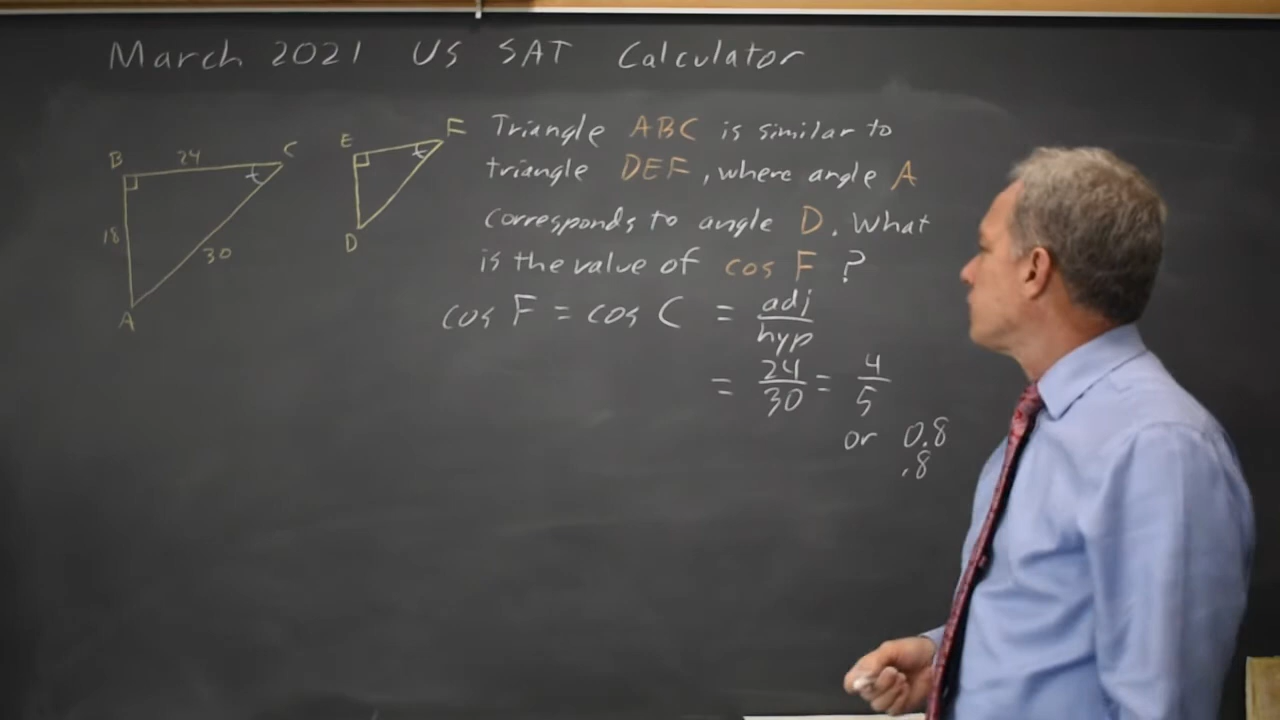 March 2021 US SAT Calculator
B 24 C
18
30
A
E F
D
Triangle ABC is similar to
triangle DEF, where angle A
corresponds to angle D. What
is the value of cos F ?
cos F = cos C = adj/hyp
= 24/30 = 4/5
or 0.8
.8